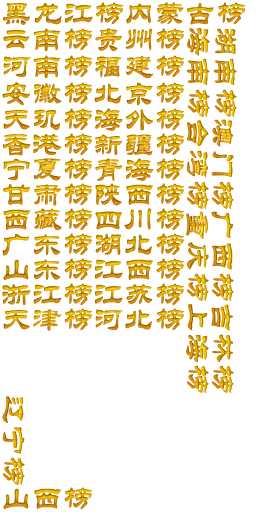 黑龙江榜内蒙古榜
云南榜贵州榜
河南榜福建榜
安徽榜北京榜
天玑榜海外榜
香港榜新疆榜
宁夏榜青海榜
甘肃榜陕西榜
西藏榜四川榜
广东榜湖北榜
山东榜江西榜
浙江榜江苏榜
天津榜河北榜
湖南榜澳门榜广西榜吉林榜
海南榜台湾榜重庆榜上海榜
辽宁榜
山西榜